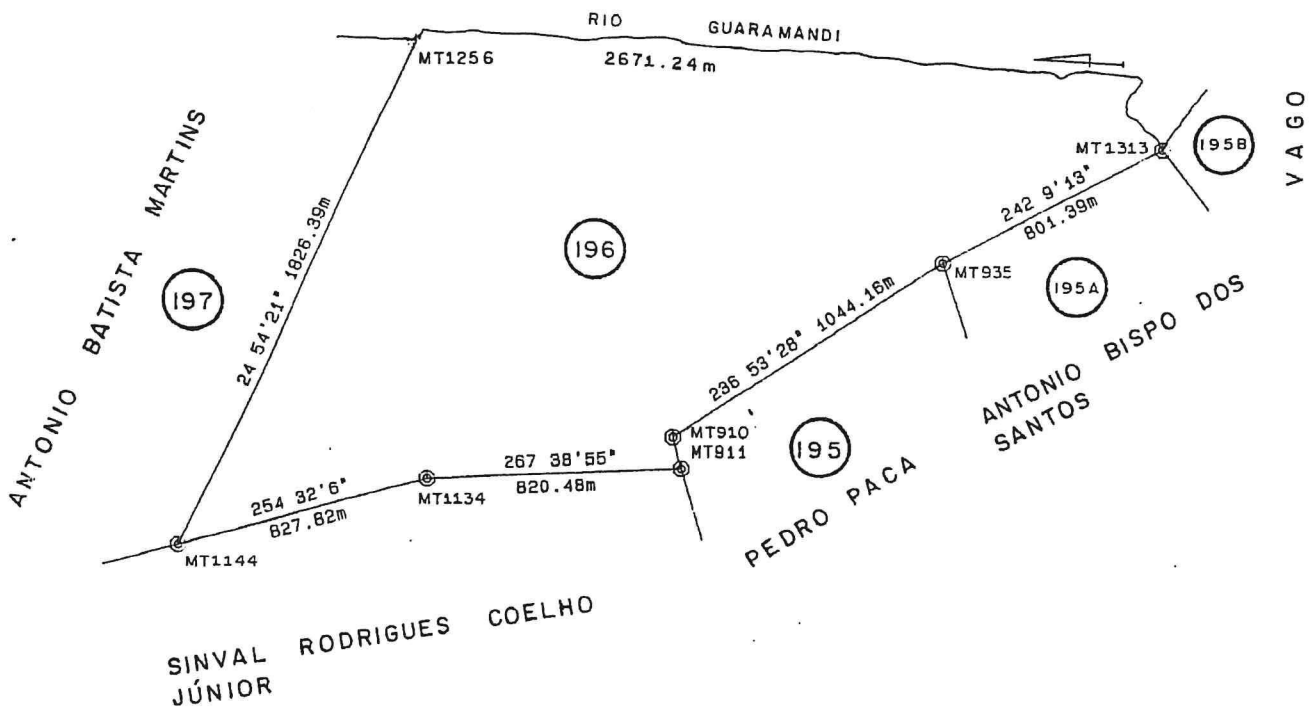 RIO GUARAMANDI
2671.24m
MT1256
VAGO
195B
MT1313
242 9'13"
801.39m
ANTONIO BATISTA MARTINS
24 54'21" 1826.39m
196
197
MT935
195A
236 53'28" 1044.16m
ANTONIO BISPO DOS
SANTOS
MT910
MT911
195
PEDRO PACA
267 38'55"
820.48m
MT1134
254 32'6"
827.82m
MT1144
SINVAL RODRIGUES COELHO
JÚNIOR